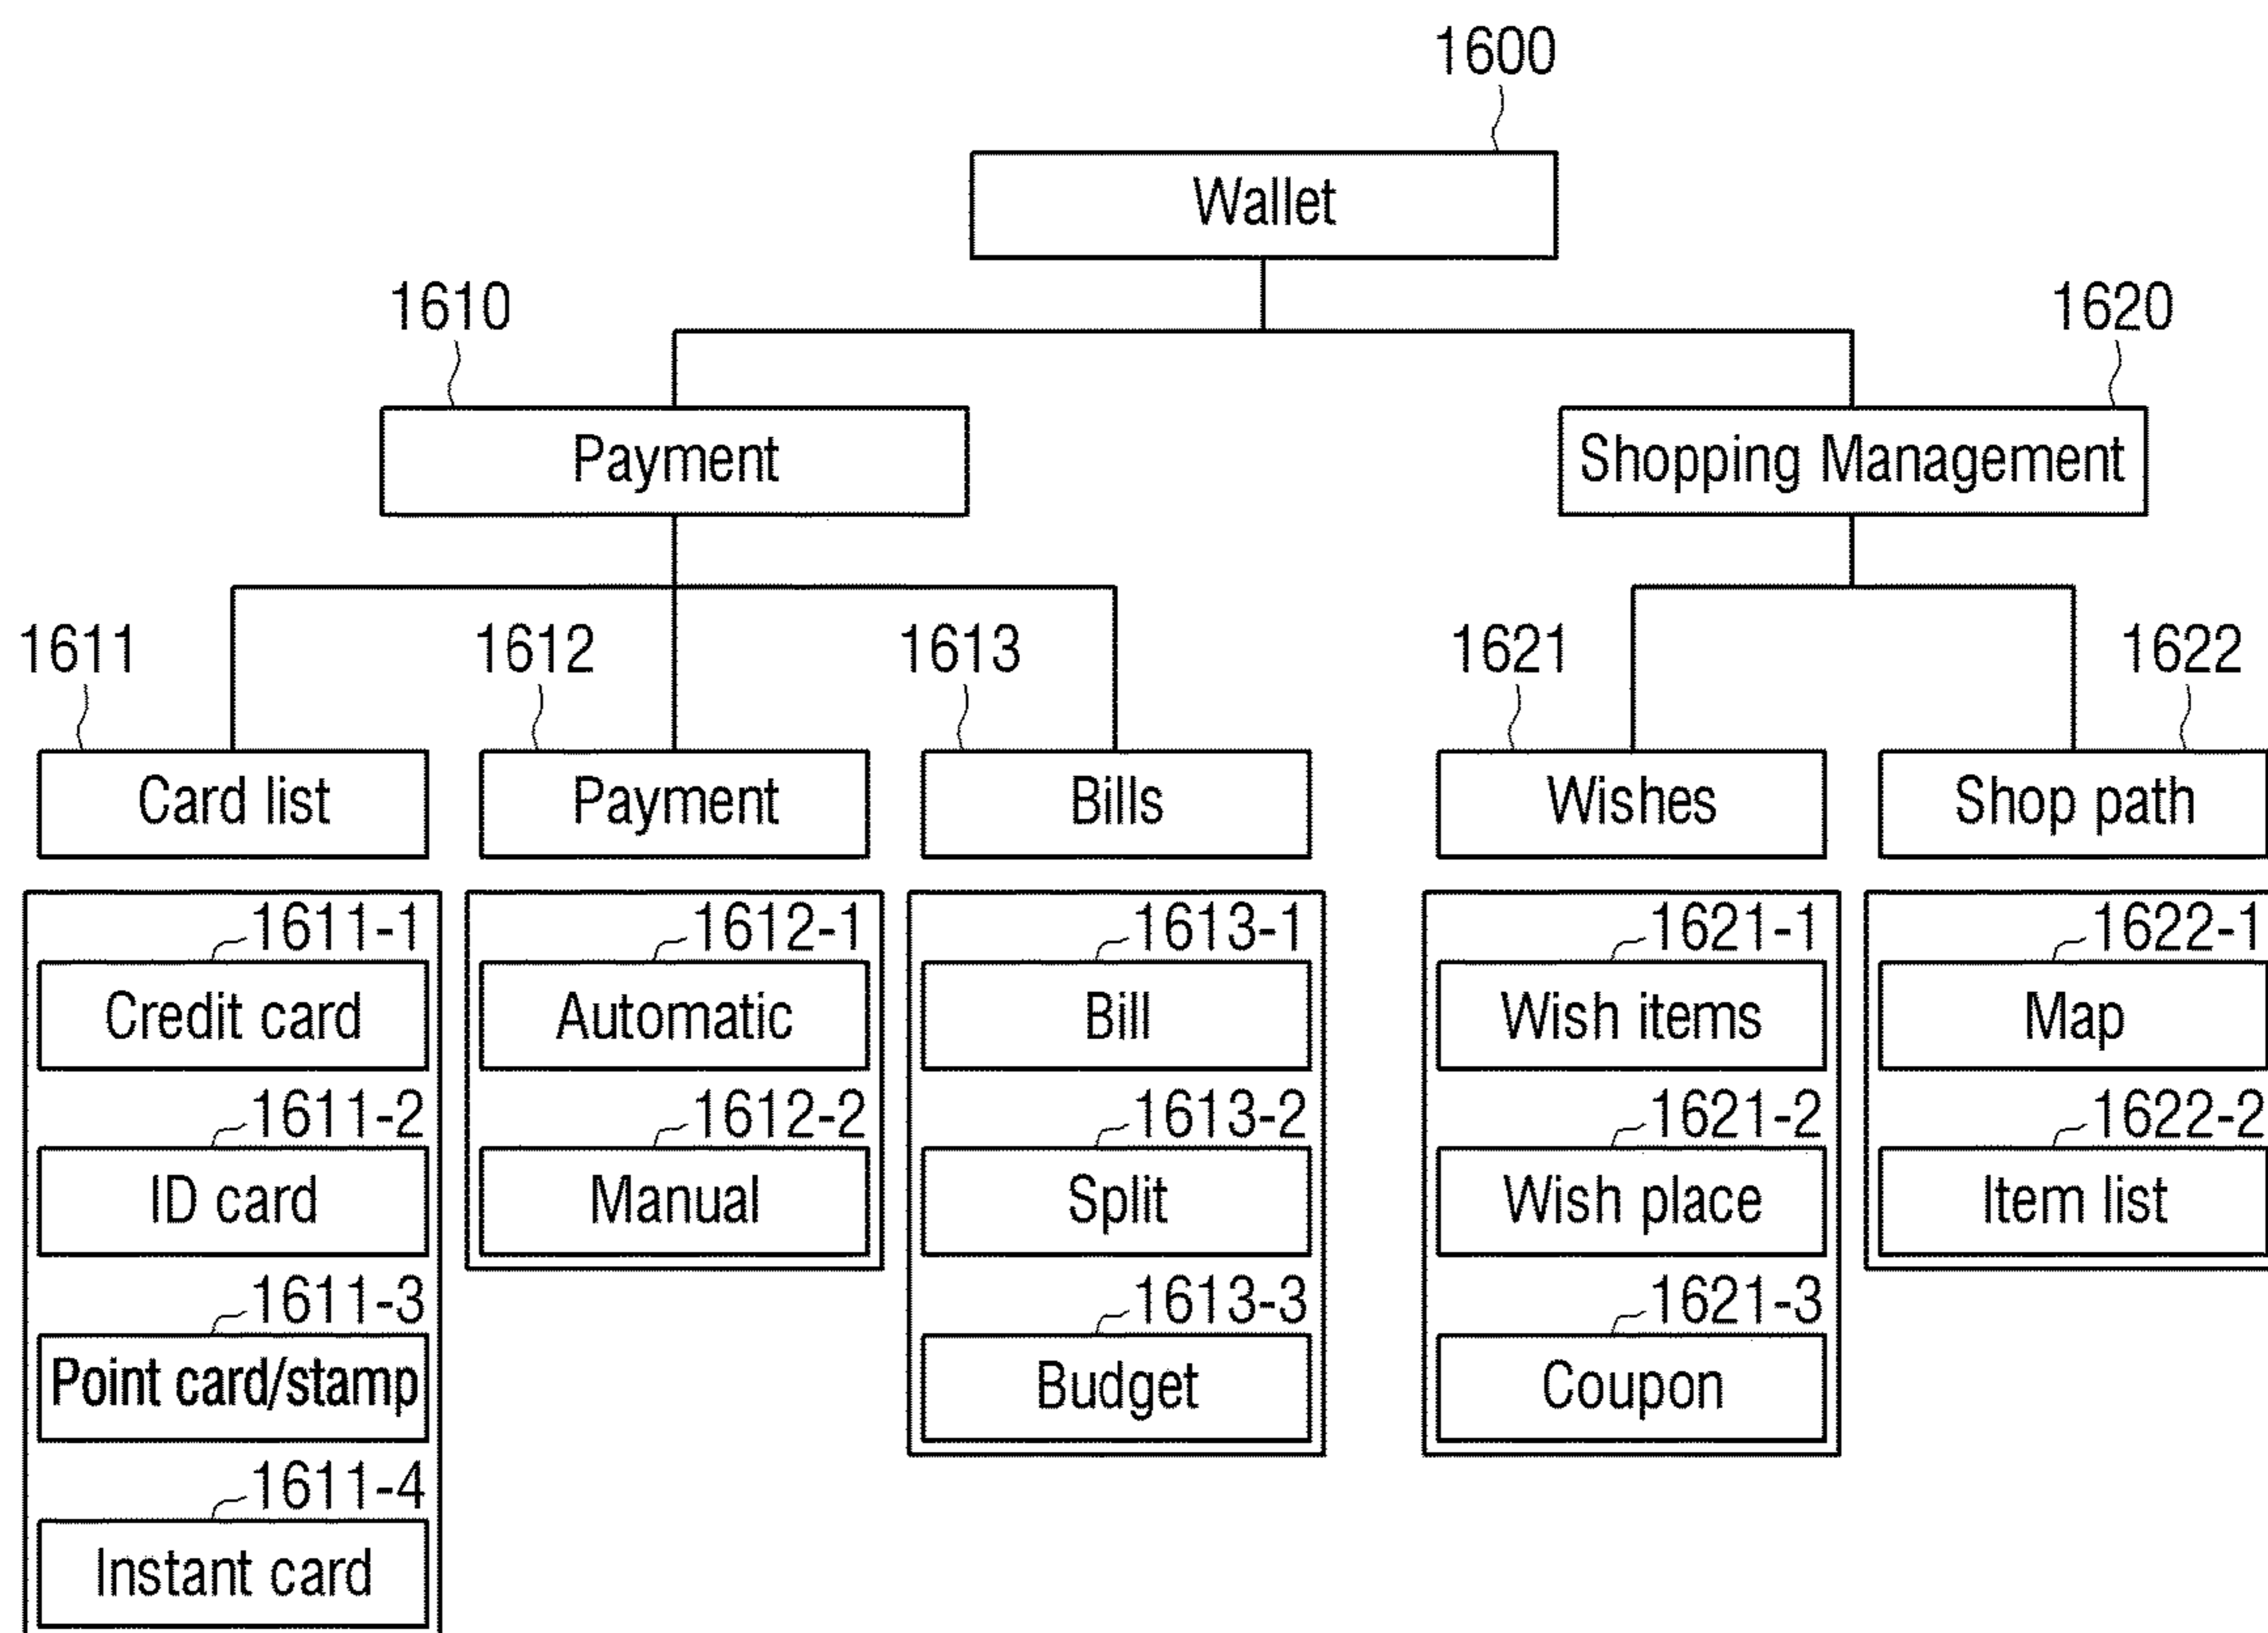 1600
Wallet
1610
1620
Payment
Shopping Management
1611
1612
1613
1621
1622
Card list
Payment
Bills
Wishes
Shop path
1611-1
1612-1
1613-1
1621-1
1622-1
Credit card
Automatic
Bill
Wish items
Map
1611-2
1612-2
1613-2
1621-2
1622-2
ID card
Manual
Split
Wish place
Item list
1611-3
1613-3
1621-3
Point card/stamp
Budget
Coupon
1611-4
Instant card